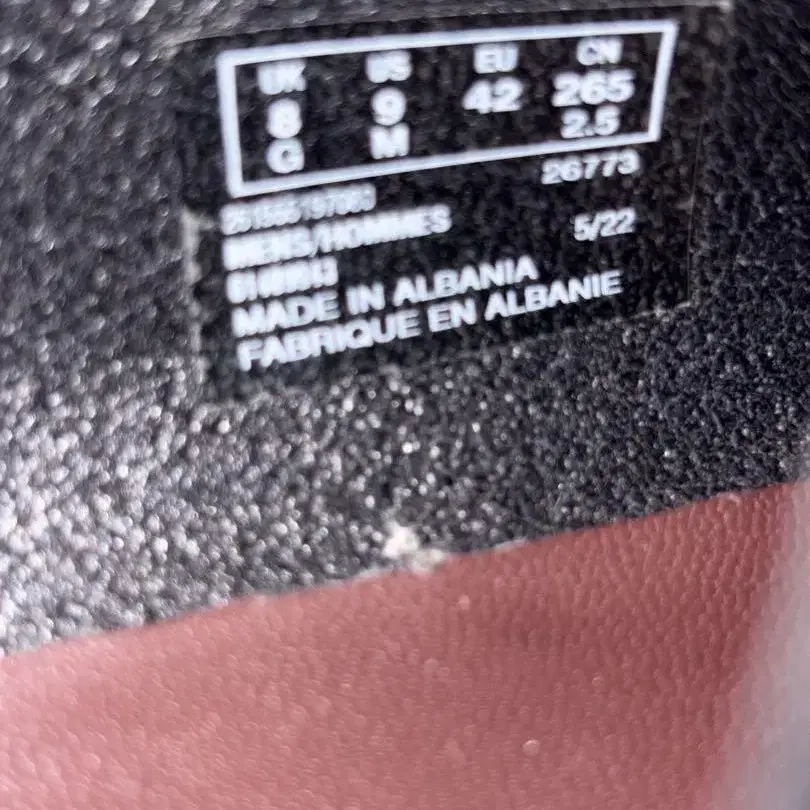 UK US EU CN
8 9 42 265
G M 2.5
26773
MENS/HOMMES 5/22
MADE IN ALBANIA
FABRIQUE EN ALBANIE